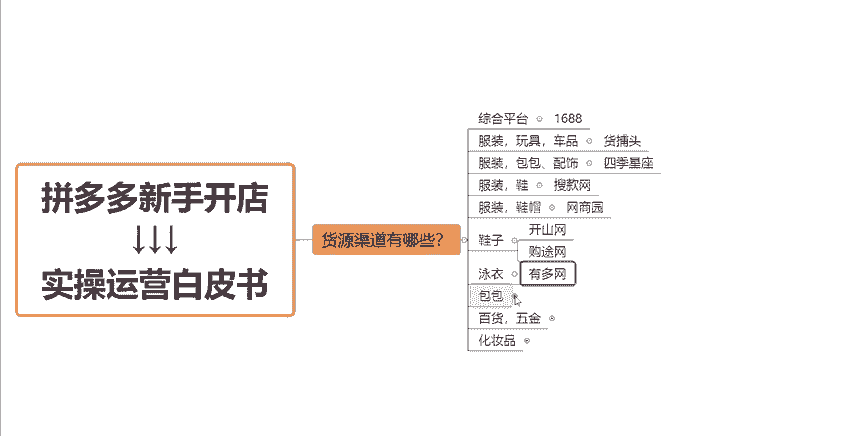 拼多多新手开店
↓↓↓
实操运营白皮书
货源渠道有哪些？
综合平台 1688
服装，玩具，车品 货捕头
服装，包包、配饰 四季星座
服装，鞋 搜款网
服装，鞋帽 网商园
鞋子 开山网
购途网
泳衣 有多网
包包
百货，五金
化妆品